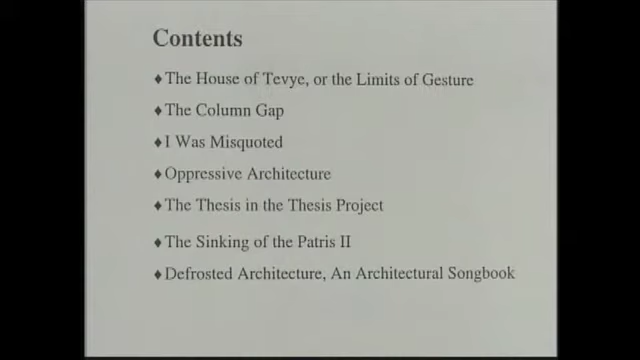 Contents
♦ The House of Tevye, or the Limits of Gesture
♦ The Column Gap
♦ I Was Misquoted
♦ Oppressive Architecture
♦ The Thesis in the Thesis Project
♦ The Sinking of the Patris II
♦ Defrosted Architecture, An Architectural Songbook